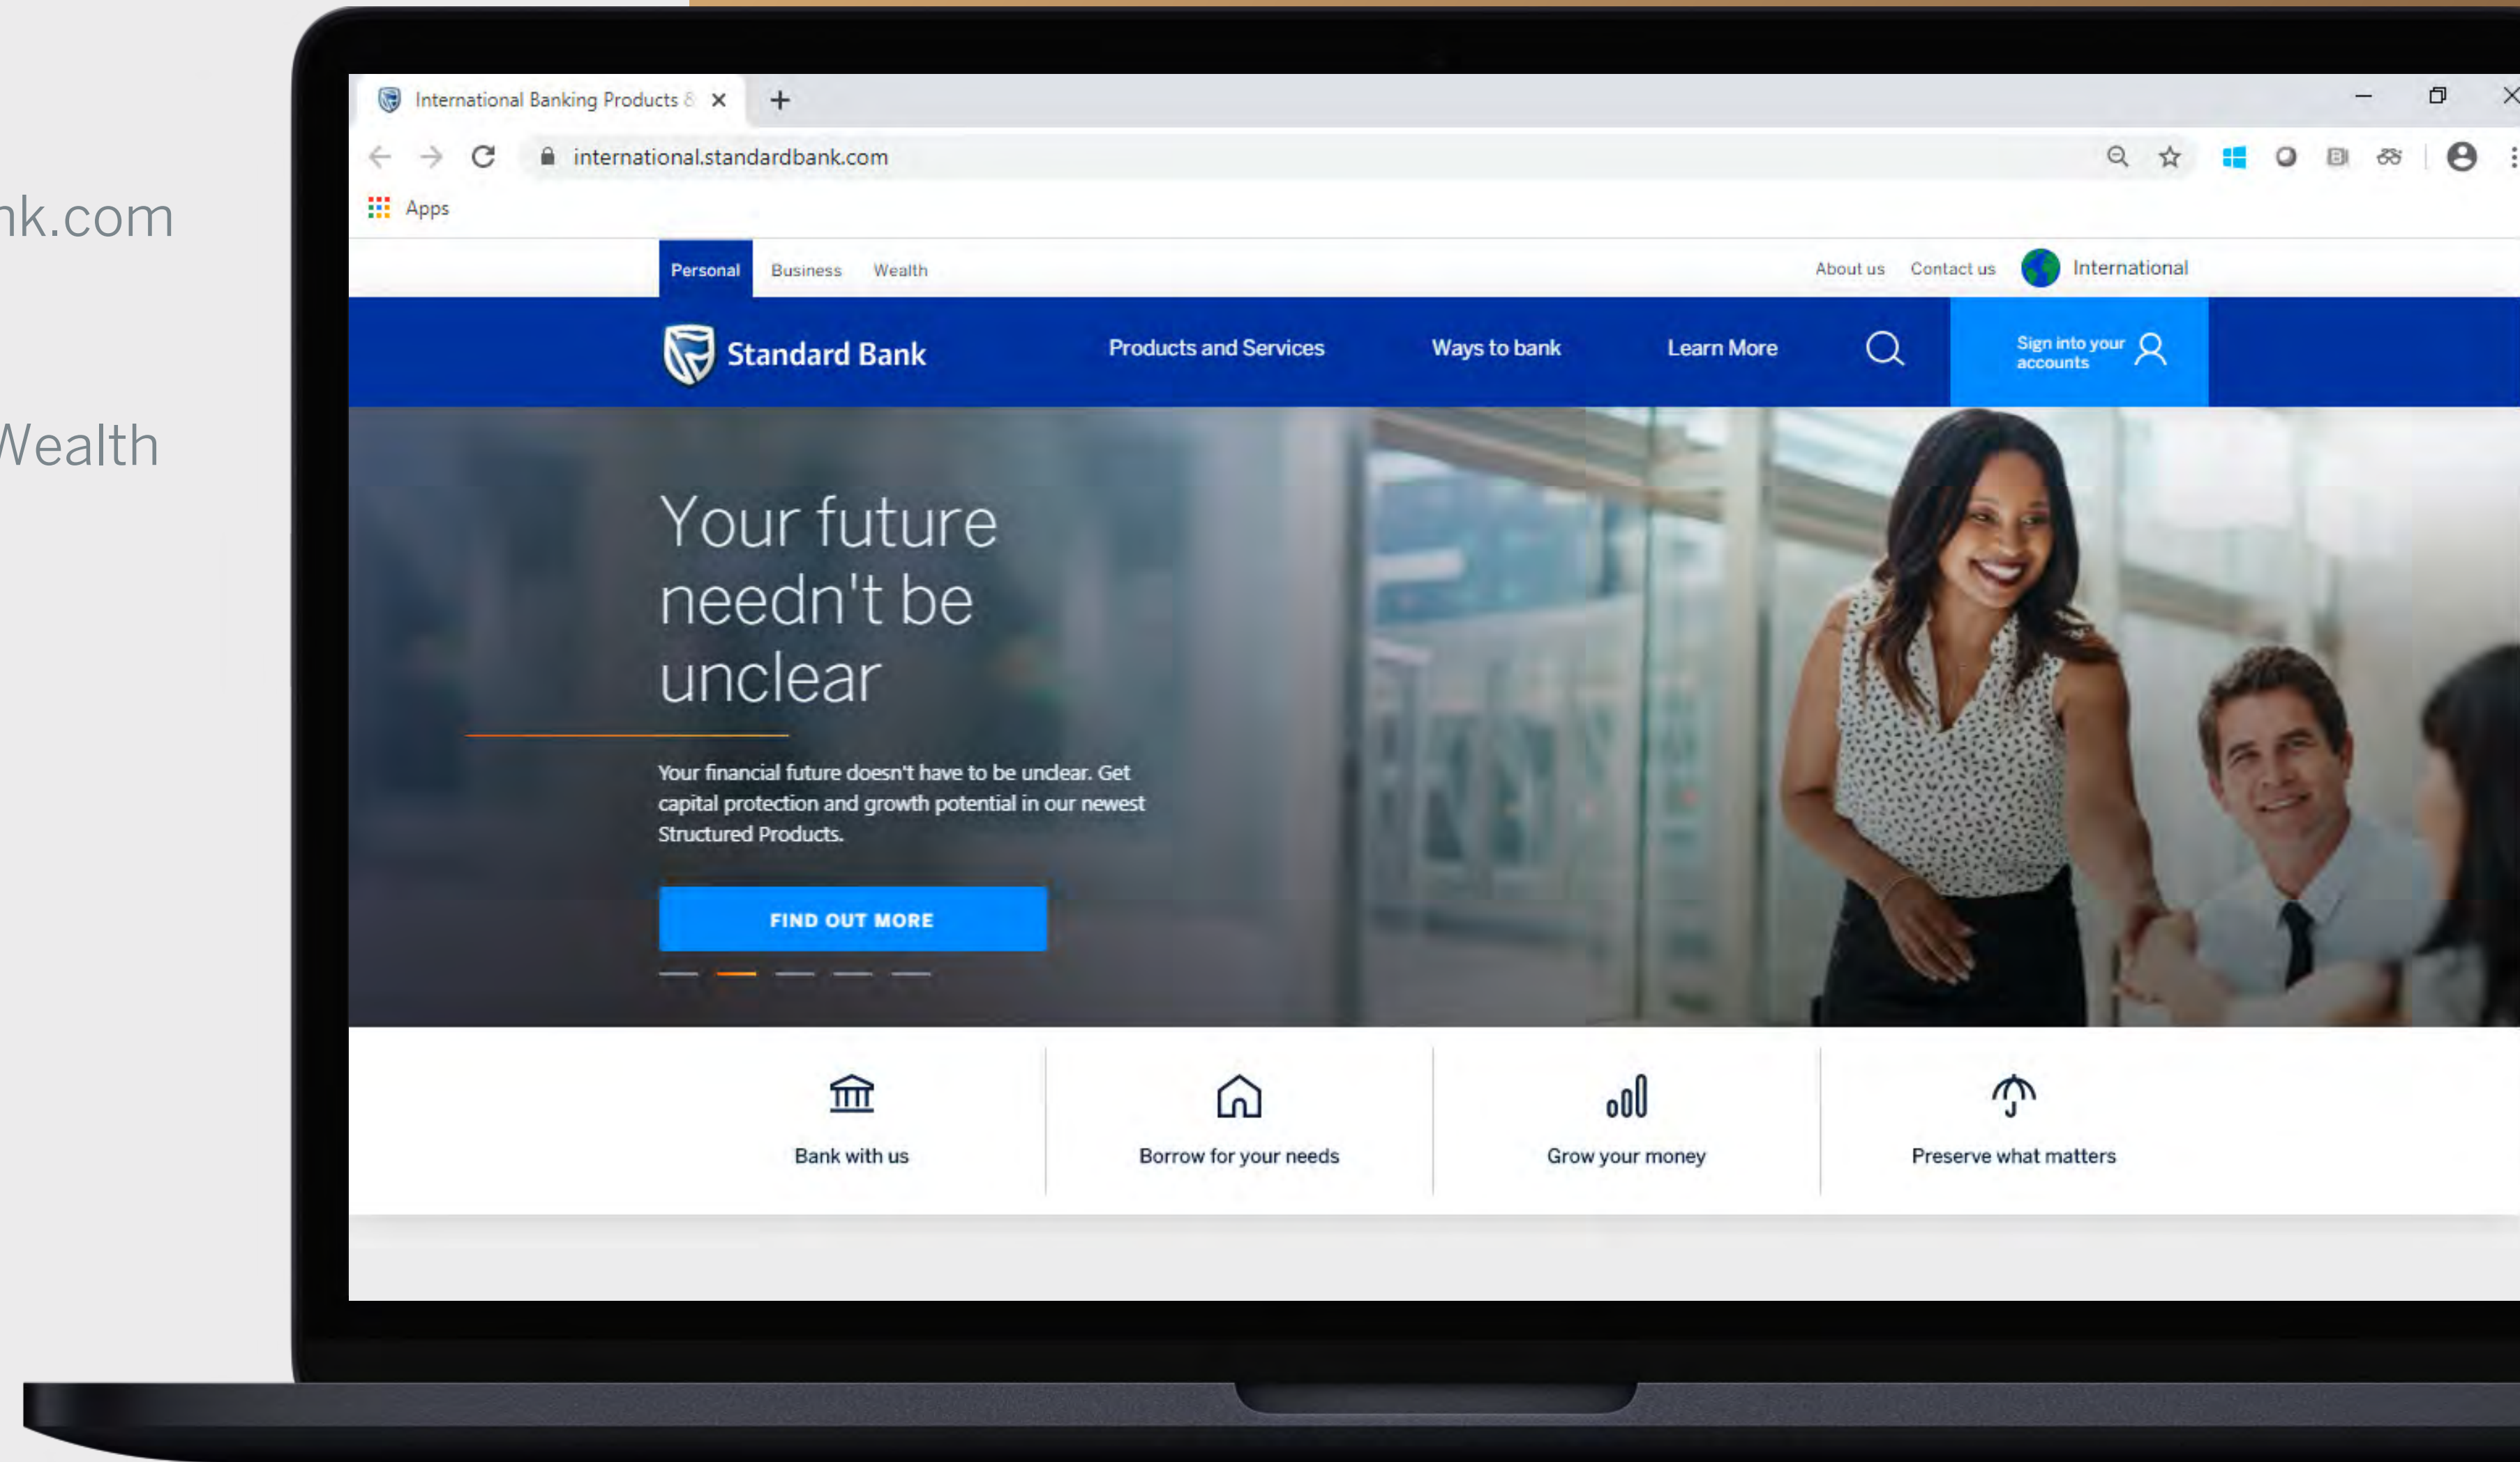 nk.com
Wealth
International Banking Products &
international.standardbank.com
Apps
Personal Business Wealth
About us Contact us International
Standard Bank
Products and Services Ways to bank Learn More
Sign into your
accounts
Your future
needn't be
unclear
Your financial future doesn't have to be unclear. Get
capital protection and growth potential in our newest
Structured Products.
FIND OUT MORE
Bank with us
Borrow for your needs
Grow your money
Preserve what matters